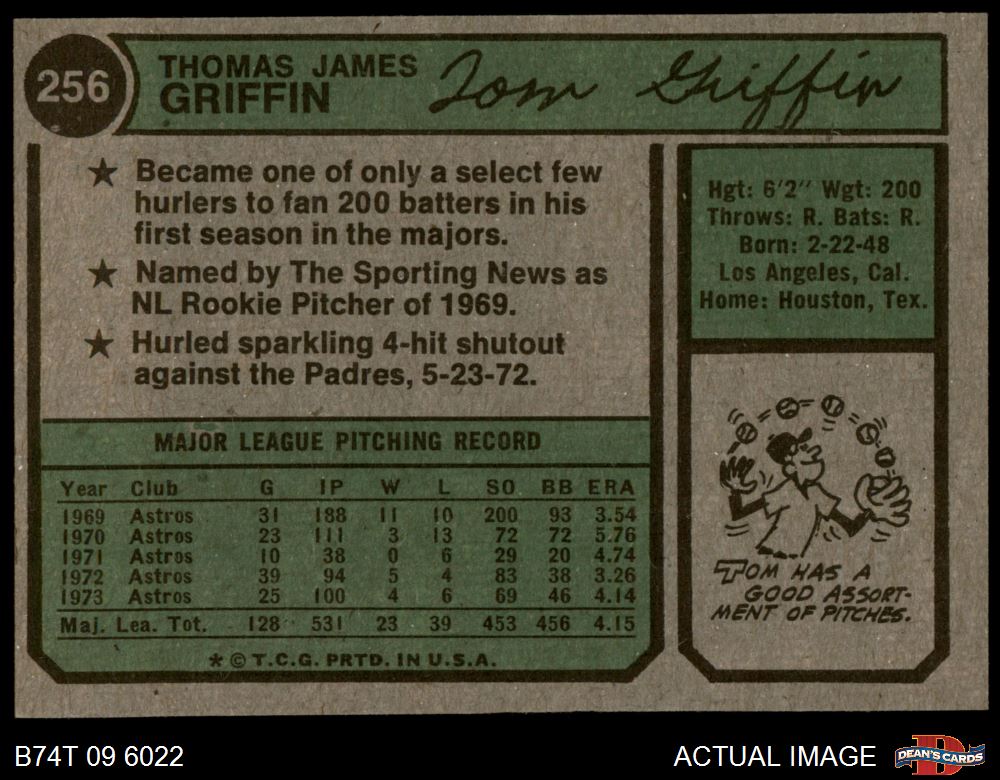 256
THOMAS JAMES
GRIFFIN
Tom Griffin
★ Became one of only a select few
hurlers to fan 200 batters in his
first season in the majors.
★ Named by The Sporting News as
NL Rookie Pitcher of 1969.
★ Hurled sparkling 4-hit shutout
against the Padres, 5-23-72.
MAJOR LEAGUE PITCHING RECORD
Year Club G IP W L SO BB ERA
1969 Astros 31 188 11 10 200 93 3.54
1970 Astros 23 111 3 13 72 72 5.76
1971 Astros 10 38 0 6 29 20 4.74
1972 Astros 39 94 5 4 83 38 3.26
1973 Astros 25 100 4 6 69 46 4.14
Maj. Lea. Tot. 128 531 23 39 453 456 4.15
* © T.C.G. PRTD. IN U.S.A.
Hgt: 6'2" Wgt: 200
Throws: R. Bats: R.
Born: 2-22-48
Los Angeles, Cal.
Home: Houston, Tex.
TOM HAS A
GOOD ASSORT-
MENT OF PITCHES.
B74T 09 6022
ACTUAL IMAGE
DEAN'S CARDS